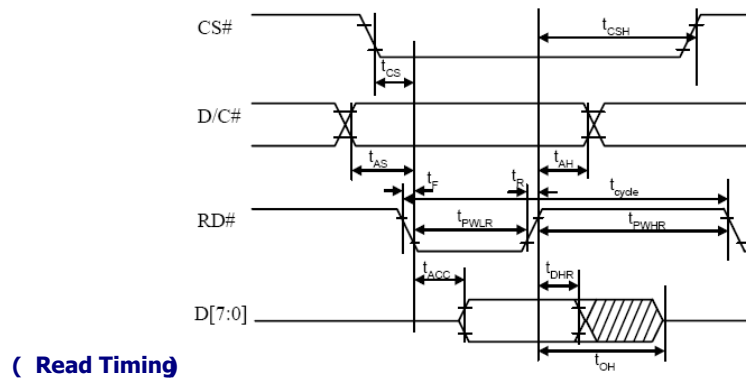 CS#
tCSH
tCS
D/C#
tAS
tAH
tF
tR
tcycle
RD#
tPWLR
tPWHR
tACC
tDHR
D[7:0]
tOH
( Read Timing)